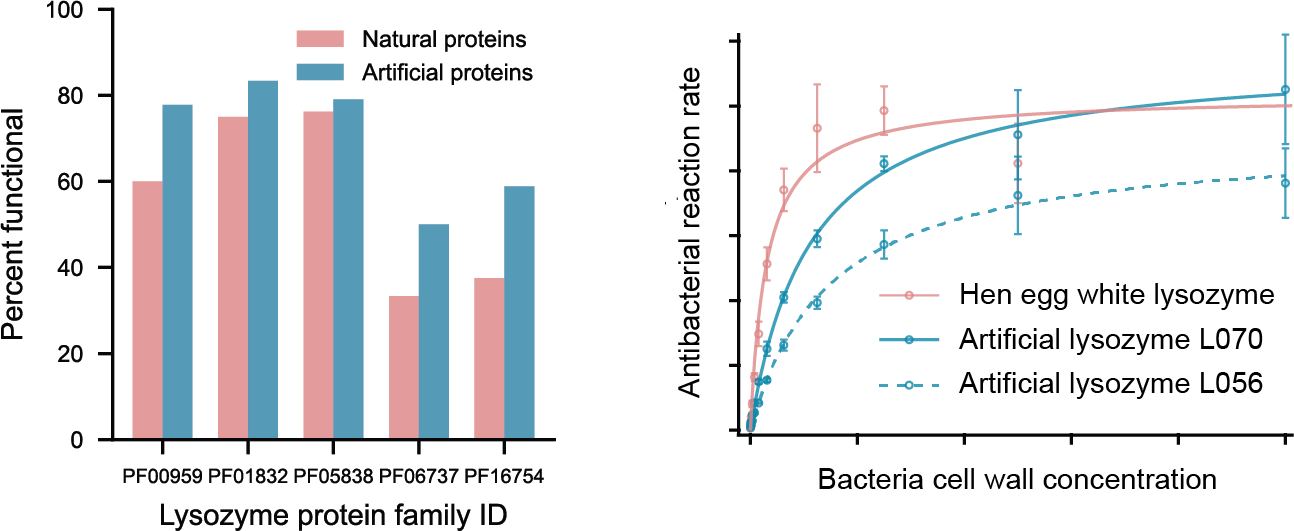 100
80
60
40
20
0
Percent functional
Natural proteins
Artificial proteins
PF00959 PF01832 PF05838 PF06737 PF16754
Lysozyme protein family ID
Antibacterial reaction rate
Hen egg white lysozyme
Artificial lysozyme L070
Artificial lysozyme L056
Bacteria cell wall concentration